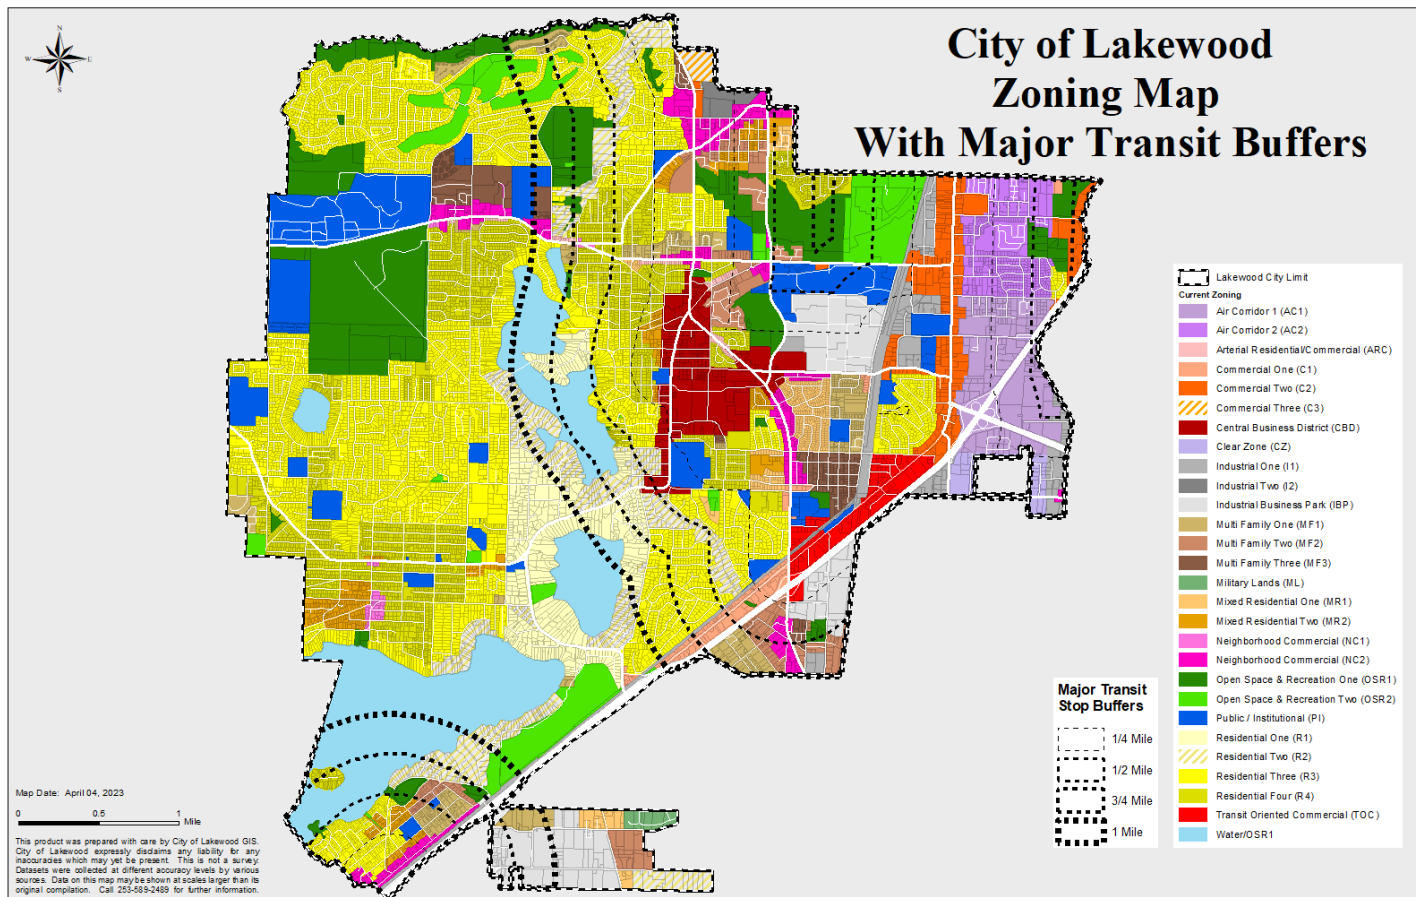 City of Lakewood
Zoning Map
With Major Transit Buffers
N
W
E
S
Lakewood City Limit
Current Zoning
Air Corridor 1 (AC1)
Air Corridor 2 (AC2)
Arterial Residential/Commercial (ARC)
Commercial One (C1)
Commercial Two (C2)
Commercial Three (C3)
Central Business District (CBD)
Clear Zone (CZ)
Industrial One (I1)
Industrial Two (I2)
Industrial Business Park (IBP)
Multi Family One (MF1)
Multi Family Two (MF2)
Multi Family Three (MF3)
Military Lands (ML)
Mixed Residential One (MR1)
Mixed Residential Two (MR2)
Neighborhood Commercial (NC1)
Neighborhood Commercial (NC2)
Open Space & Recreation One (OSR1)
Open Space & Recreation Two (OSR2)
Public / Institutional (PI)
Residential One (R1)
Residential Two (R2)
Residential Three (R3)
Residential Four (R4)
Transit Oriented Commercial (TOC)
Water/OSR1
Major Transit
Stop Buffers
1/4 Mile
1/2 Mile
3/4 Mile
1 Mile
Map Date: April 04, 2023
0 0.5 1
Mile
This product was prepared with care by City of Lakewood GIS.
City of Lakewood expressly disclaims any liability for any
inaccuracies which may yet be present. This is not a survey.
Datasets were collected at different accuracy levels by various
sources. Data on this map may be shown at scales larger than its
original compilation. Call 253-589-2489 for further information.